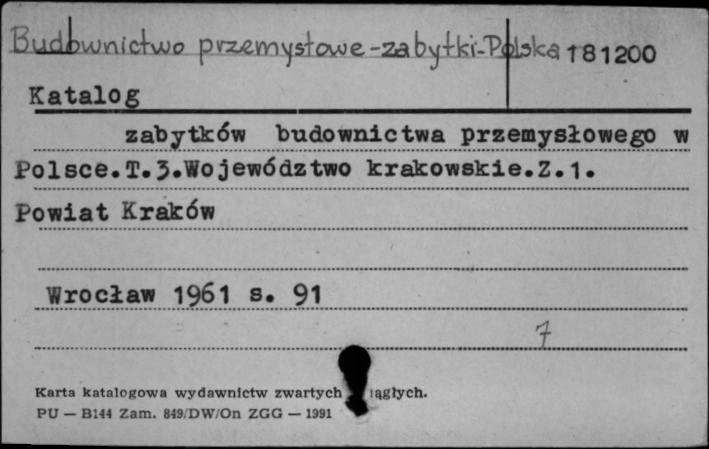 Budownictwo przemysłowe-zabytki-Polska 181200
Katalog
zabytków budownictwa przemysłowego w
Polsce.T.3.Województwo krakowskie.Z.1.
Powiat Kraków
Wrocław 1961 s. 91
7
Karta katalogowa wydawnictw zwartych
PU — B144 Zam. 849/DW/On ZGG — 1991